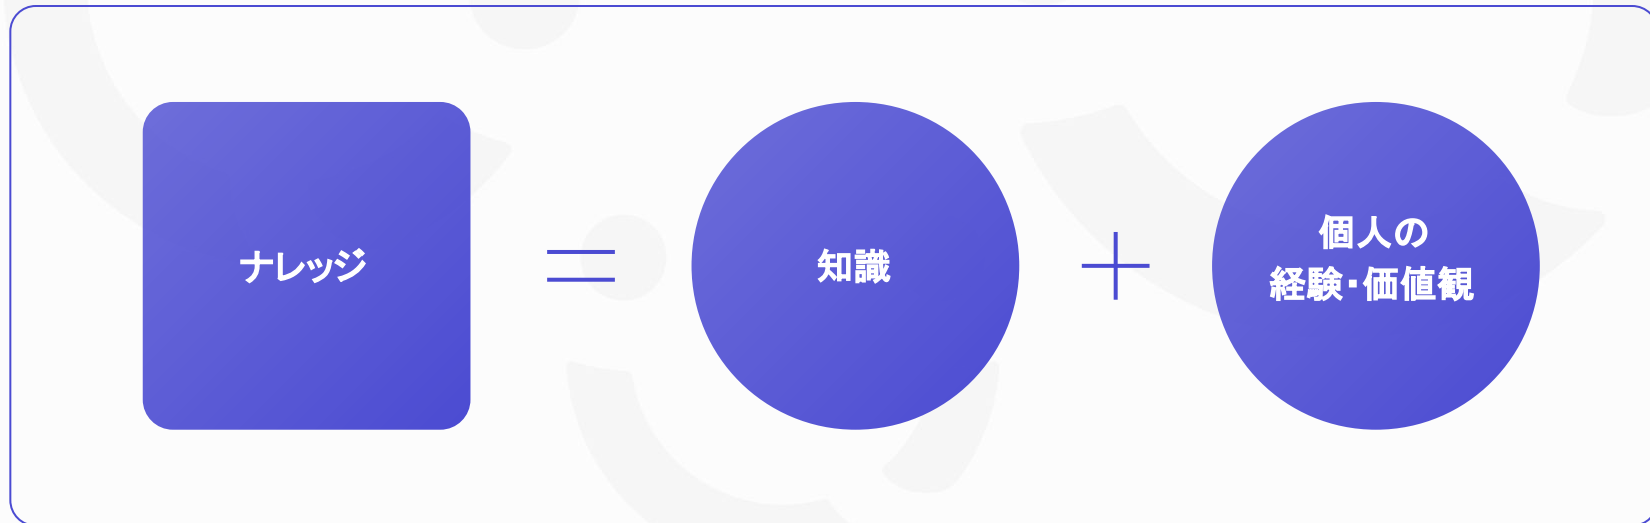 ナレッジ
=
知識
+
個人の
経験・価値観